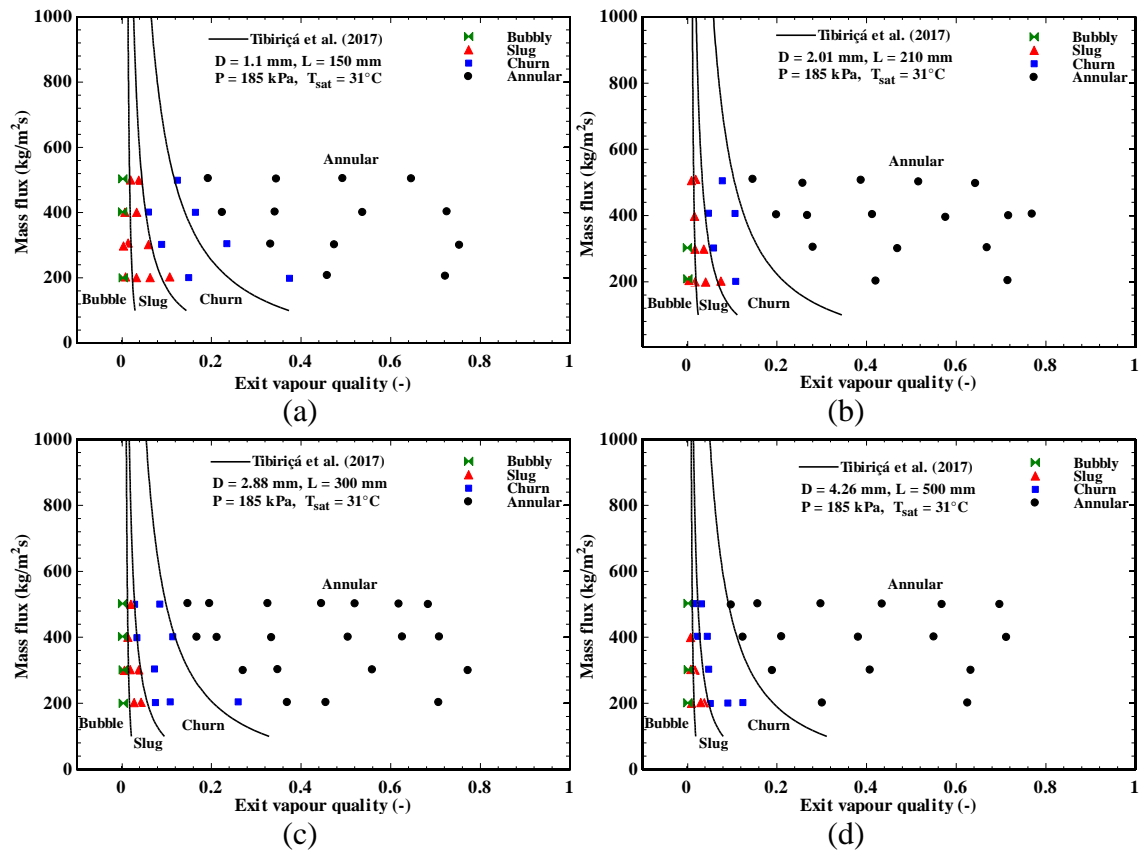 1000
800
600
400
200
0
Mass flux (kg/m²s)
Tibiriçá et al. (2017)
D = 1.1 mm, L = 150 mm
P = 185 kPa, T_sat = 31°C
Bubbly
Slug
Churn
Annular
Annular
Bubble
Slug
Churn
0 0.2 0.4 0.6 0.8 1
Exit vapour quality (-)
(a)
1000
800
600
400
200
Mass flux (kg/m²s)
Tibiriçá et al. (2017)
D = 2.01 mm, L = 210 mm
P = 185 kPa, T_sat = 31°C
Bubbly
Slug
Churn
Annular
Annular
Bubble
Slug
Churn
0 0.2 0.4 0.6 0.8 1
Exit vapour quality (-)
(b)
1000
800
600
400
200
0
Mass flux (kg/m²s)
Tibiriçá et al. (2017)
D = 2.88 mm, L = 300 mm
P = 185 kPa, T_sat = 31°C
Bubbly
Slug
Churn
Annular
Annular
Bubble
Slug
Churn
0 0.2 0.4 0.6 0.8 1
Exit vapour quality (-)
(c)
1000
800
600
400
200
0
Mass flux (kg/m²s)
Tibiriçá et al. (2017)
D = 4.26 mm, L = 500 mm
P = 185 kPa, T_sat = 31°C
Bubbly
Slug
Churn
Annular
Annular
Bubble
Slug
Churn
0 0.2 0.4 0.6 0.8 1
Exit vapour quality (-)
(d)